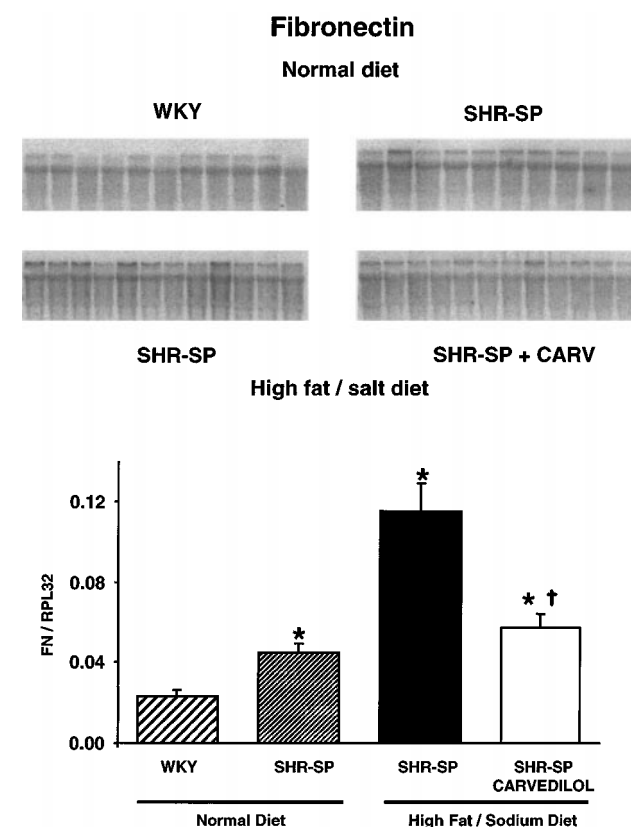 Fibronectin
Normal diet
WKY SHR-SP
SHR-SP SHR-SP + CARV
High fat / salt diet
FN / RPL32
0.12
0.08
0.04
0.00
*
*
* †
WKY SHR-SP SHR-SP SHR-SP
CARVEDILOL
Normal Diet High Fat / Sodium Diet